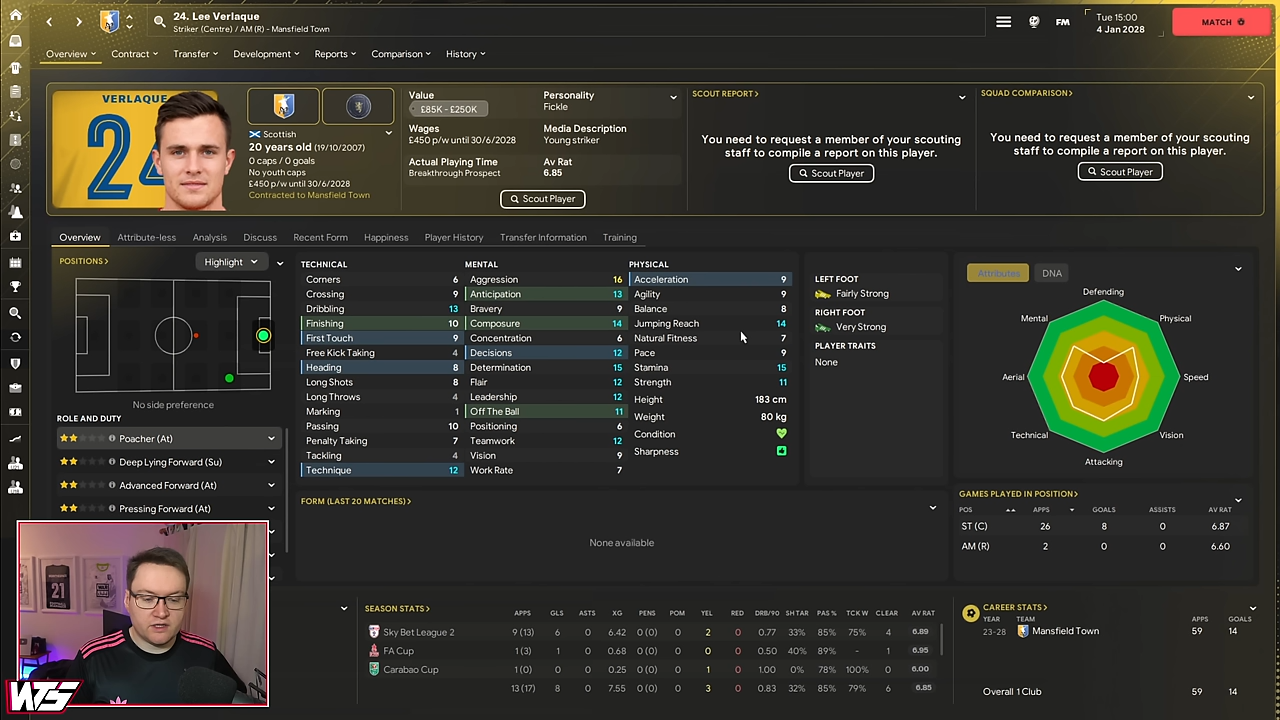 24. Lee Verlaque
Striker (Centre) / AM (R) - Mansfield Town
FM
Tue 15:00
4 Jan 2028
MATCH
Overview
Contract
Transfer
Development
Reports
Comparison
History
VERLAQUE
24
Scottish
20 years old (19/10/2007)
0 caps / 0 goals
No youth caps
£450 p/w until 30/6/2028
Contracted to Mansfield Town
Value
£85K - £250K
Personality
Fickle
Wages
£450 p/w until 30/6/2028
Media Description
Young striker
Actual Playing Time
Breakthrough Prospect
Av Rat
6.85
Scout Player
SCOUT REPORT >
You need to request a member of your scouting
staff to compile a report on this player.
Scout Player
SQUAD COMPARISON >
You need to request a member of your scouting
staff to compile a report on this player.
Scout Player
Overview
Attribute-less
Analysis
Discuss
Recent Form
Happiness
Player History
Transfer Information
Training
POSITIONS >
Highlight
No side preference
ROLE AND DUTY
Poacher (At)
Deep Lying Forward (Su)
Advanced Forward (At)
Pressing Forward (At)
TECHNICAL
Corners 6
Crossing 9
Dribbling 13
Finishing 10
First Touch 9
Free Kick Taking 4
Heading 8
Long Shots 8
Long Throws 4
Marking 1
Passing 10
Penalty Taking 7
Tackling 4
Technique 12
MENTAL
Aggression 16
Anticipation 13
Bravery 9
Composure 14
Concentration 6
Decisions 12
Determination 15
Flair 12
Leadership 12
Off The Ball 11
Positioning 6
Teamwork 12
Vision 9
Work Rate 7
PHYSICAL
Acceleration 9
Agility 9
Balance 8
Jumping Reach 14
Natural Fitness 7
Pace 9
Stamina 15
Strength 11
Height 183 cm
Weight 80 kg
Condition
Sharpness
LEFT FOOT
Fairly Strong
RIGHT FOOT
Very Strong
PLAYER TRAITS
None
Attributes
DNA
Defending
Mental
Physical
Aerial
Speed
Technical
Vision
Attacking
FORM (LAST 20 MATCHES) >
None available
GAMES PLAYED IN POSITION >
POS APPS GOALS ASSISTS AV RAT
ST (C) 26 8 0 6.87
AM (R) 2 0 0 6.60
SEASON STATS >
APPS GLS ASTS XG PENS POM YEL RED DRB/90 SH TAR PAS % TCK W CLEAR AV RAT
Sky Bet League 2 9 (13) 6 0 6.42 0 (0) 0 2 0 0.77 33% 85% 75% 4 6.89
FA Cup 1 (3) 1 0 0.68 0 (0) 0 0 0 0.50 40% 89% - 1 6.95
Carabao Cup 1 (0) 0 0 0.25 0 (0) 0 1 0 1.00 0% 78% 100% 0 6.00
13 (17) 8 0 7.55 0 (0) 0 3 0 0.83 32% 85% 79% 6 6.85
CAREER STATS >
YEAR TEAM APPS GOALS
23-28 Mansfield Town 59 14
Overall 1 Club 59 14
21
WTS